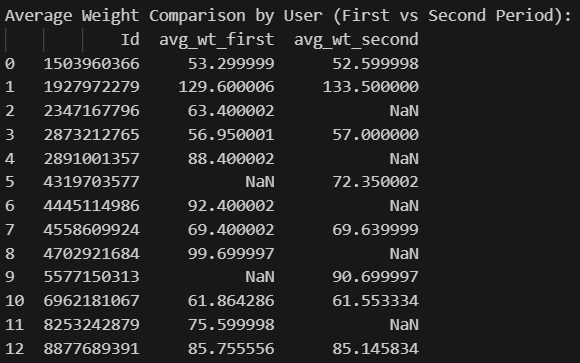 Average Weight Comparison by User (First vs Second Period):
Id avg_wt_first avg_wt_second
0 1503960366 53.299999 52.599998
1 1927972279 129.600006 133.500000
2 2347167796 63.400002 NaN
3 2873212765 56.950001 57.000000
4 2891001357 88.400002 NaN
5 4319703577 NaN 72.350002
6 4445114986 92.400002 NaN
7 4558609924 69.400002 69.639999
8 4702921684 99.699997 NaN
9 5577150313 NaN 90.699997
10 6962181067 61.864286 61.553334
11 8253242879 75.599998 NaN
12 8877689391 85.755556 85.145834